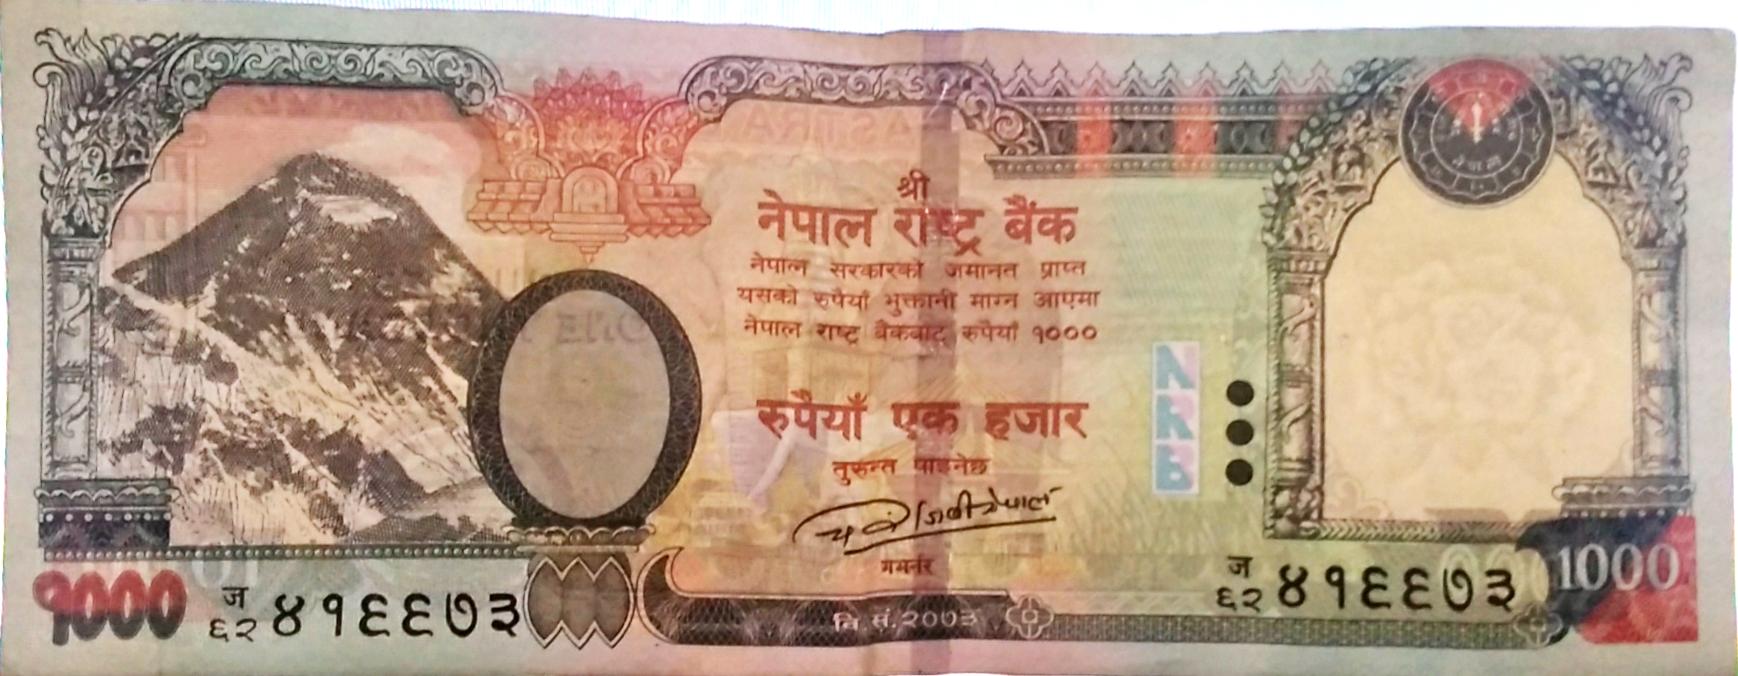 श्री
नेपाल राष्ट्र बैंक
नेपाल सरकारको जमानत प्राप्त
यसको रुपैयाँ भुक्तानी माग्न आएमा
नेपाल राष्ट्र बैंकबाट रुपैयाँ १०००
NRB
रुपैयाँ एक हजार
तुरुन्त पाइनेछ
गभर्नर
१००० ज ६२ ४१६६७३
वि.सं.२०७३
ज ६२ ४१६६७३ 1000